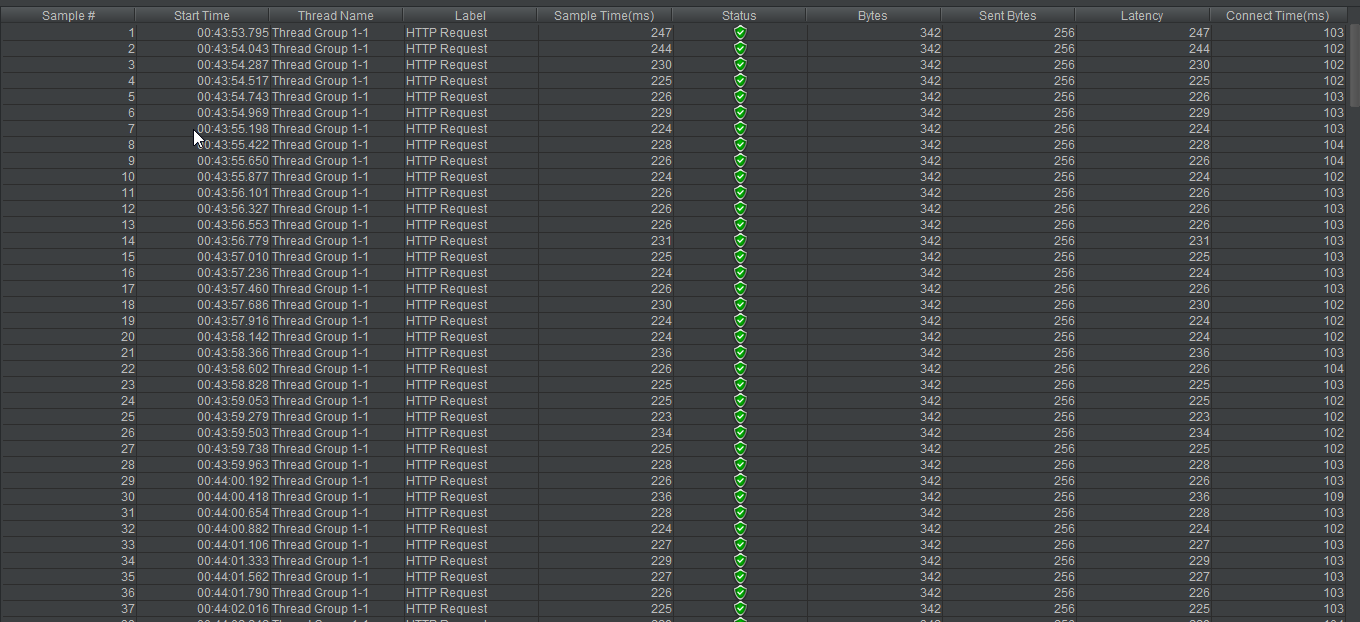 Sample # Start Time Thread Name Label Sample Time(ms) Status Bytes Sent Bytes Latency Connect Time(ms)
1 00:43:53.795 Thread Group 1-1 HTTP Request 247 342 256 247 103
2 00:43:54.043 Thread Group 1-1 HTTP Request 244 342 256 244 102
3 00:43:54.287 Thread Group 1-1 HTTP Request 230 342 256 230 102
4 00:43:54.517 Thread Group 1-1 HTTP Request 225 342 256 225 102
5 00:43:54.743 Thread Group 1-1 HTTP Request 226 342 256 226 103
6 00:43:54.969 Thread Group 1-1 HTTP Request 229 342 256 229 103
7 00:43:55.198 Thread Group 1-1 HTTP Request 224 342 256 224 103
8 00:43:55.422 Thread Group 1-1 HTTP Request 228 342 256 228 104
9 00:43:55.650 Thread Group 1-1 HTTP Request 226 342 256 226 104
10 00:43:55.877 Thread Group 1-1 HTTP Request 224 342 256 224 102
11 00:43:56.101 Thread Group 1-1 HTTP Request 226 342 256 226 103
12 00:43:56.327 Thread Group 1-1 HTTP Request 226 342 256 226 103
13 00:43:56.553 Thread Group 1-1 HTTP Request 226 342 256 226 103
14 00:43:56.779 Thread Group 1-1 HTTP Request 231 342 256 231 103
15 00:43:57.010 Thread Group 1-1 HTTP Request 225 342 256 225 103
16 00:43:57.236 Thread Group 1-1 HTTP Request 224 342 256 224 103
17 00:43:57.460 Thread Group 1-1 HTTP Request 226 342 256 226 103
18 00:43:57.686 Thread Group 1-1 HTTP Request 230 342 256 230 102
19 00:43:57.916 Thread Group 1-1 HTTP Request 224 342 256 224 102
20 00:43:58.142 Thread Group 1-1 HTTP Request 224 342 256 224 102
21 00:43:58.366 Thread Group 1-1 HTTP Request 236 342 256 236 103
22 00:43:58.602 Thread Group 1-1 HTTP Request 226 342 256 226 104
23 00:43:58.828 Thread Group 1-1 HTTP Request 225 342 256 225 103
24 00:43:59.053 Thread Group 1-1 HTTP Request 225 342 256 225 102
25 00:43:59.279 Thread Group 1-1 HTTP Request 223 342 256 223 102
26 00:43:59.503 Thread Group 1-1 HTTP Request 234 342 256 234 102
27 00:43:59.738 Thread Group 1-1 HTTP Request 225 342 256 225 102
28 00:43:59.963 Thread Group 1-1 HTTP Request 228 342 256 228 103
29 00:44:00.192 Thread Group 1-1 HTTP Request 226 342 256 226 103
30 00:44:00.418 Thread Group 1-1 HTTP Request 236 342 256 236 109
31 00:44:00.654 Thread Group 1-1 HTTP Request 228 342 256 228 103
32 00:44:00.882 Thread Group 1-1 HTTP Request 224 342 256 224 102
33 00:44:01.106 Thread Group 1-1 HTTP Request 227 342 256 227 103
34 00:44:01.333 Thread Group 1-1 HTTP Request 229 342 256 229 103
35 00:44:01.562 Thread Group 1-1 HTTP Request 227 342 256 227 103
36 00:44:01.790 Thread Group 1-1 HTTP Request 226 342 256 226 103
37 00:44:02.016 Thread Group 1-1 HTTP Request 225 342 256 225 103